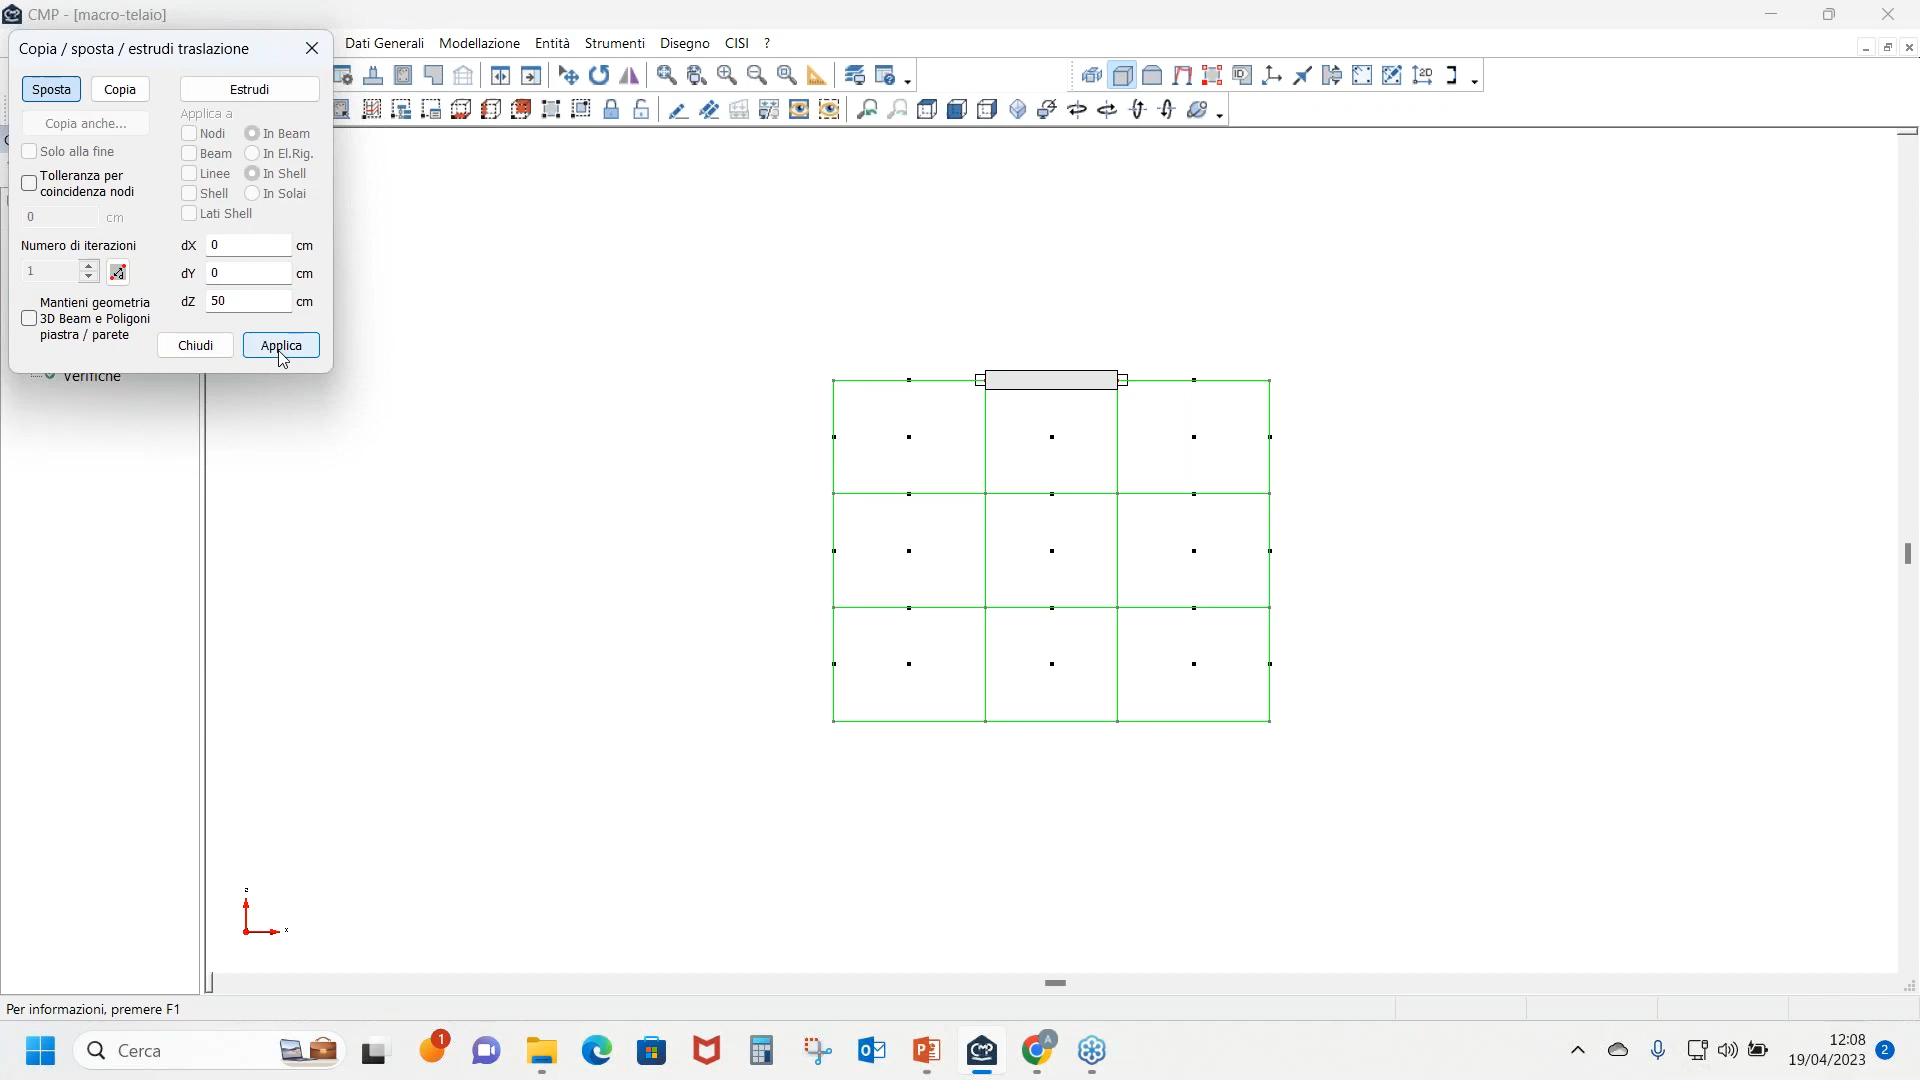 CMP - [macro-telaio]
Copia / sposta / estrudi traslazione
Dati Generali Modellazione Entità Strumenti Disegno CISI ?
Sposta Copia Estrudi
Copia anche...
Applica a
Solo alla fine
Nodi In Beam
Beam In El.Rig.
Linee In Shell
Shell In Solai
Lati Shell
Tolleranza per
coincidenza nodi
0 cm
Numero di iterazioni
1
dX 0 cm
dY 0 cm
dZ 50 cm
Mantieni geometria
3D Beam e Poligoni
piastra / parete
Chiudi Applica
Verifiche
z
x
Per informazioni, premere F1
Cerca
1
A
12:08
19/04/2023
2